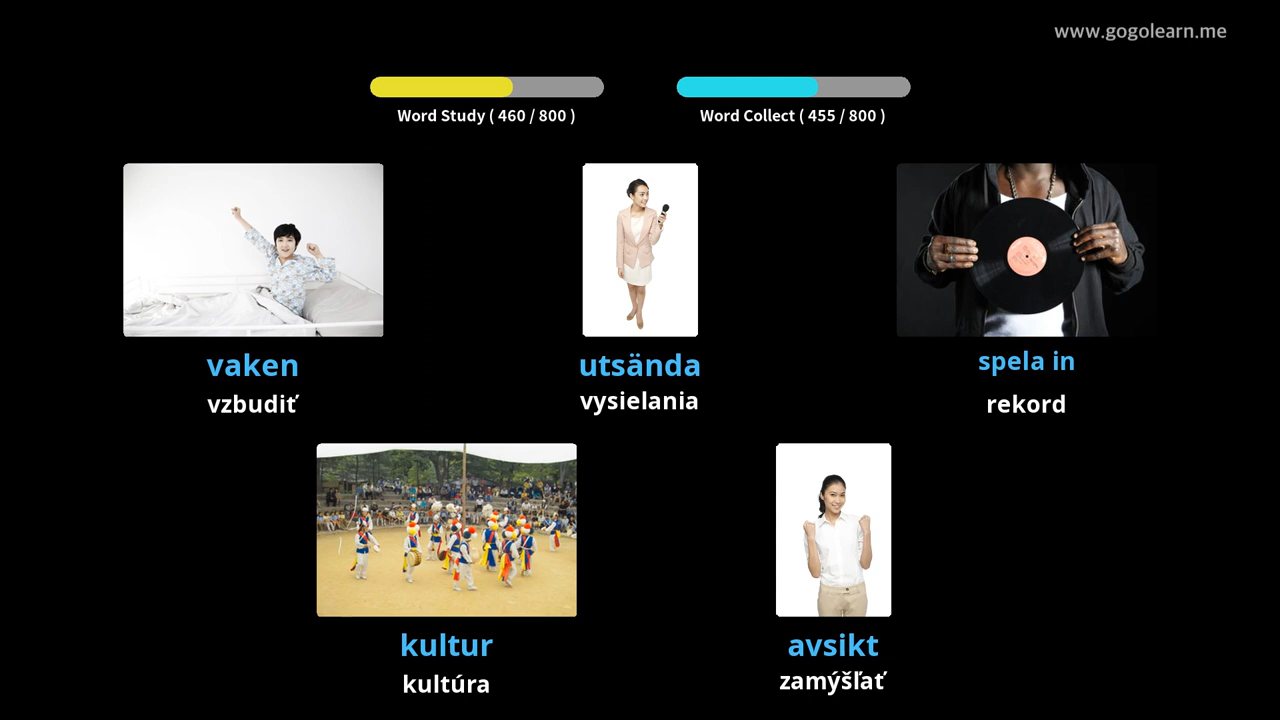 www.gogolearn.me
Word Study ( 460 / 800 )
Word Collect ( 455 / 800 )
vaken
vzbudiť
utsända
vysielania
spela in
rekord
kultur
kultúra
avsikt
zamýšľať